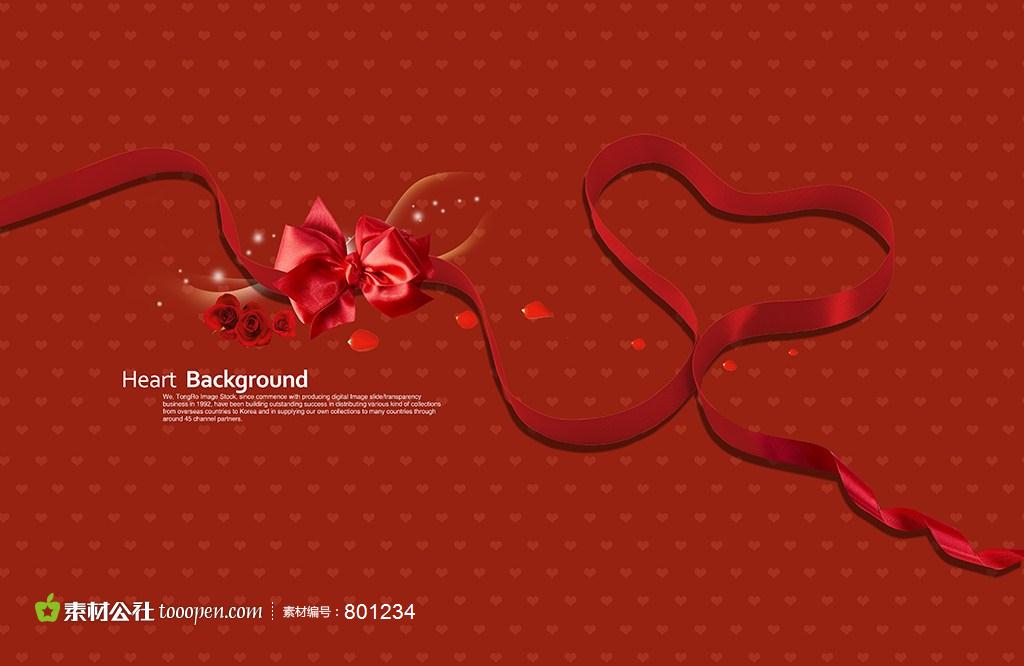 Heart Background
We, TongRo Image Stock, since commence with producing digital Image slide/transparency
business in 1992, have been building outstanding success in distributing various kind of collections
from overseas countries to Korea and in supplying our own collections to many countries through
around 45 channel partners.
素材公社 tooopen.com 素材编号：801234